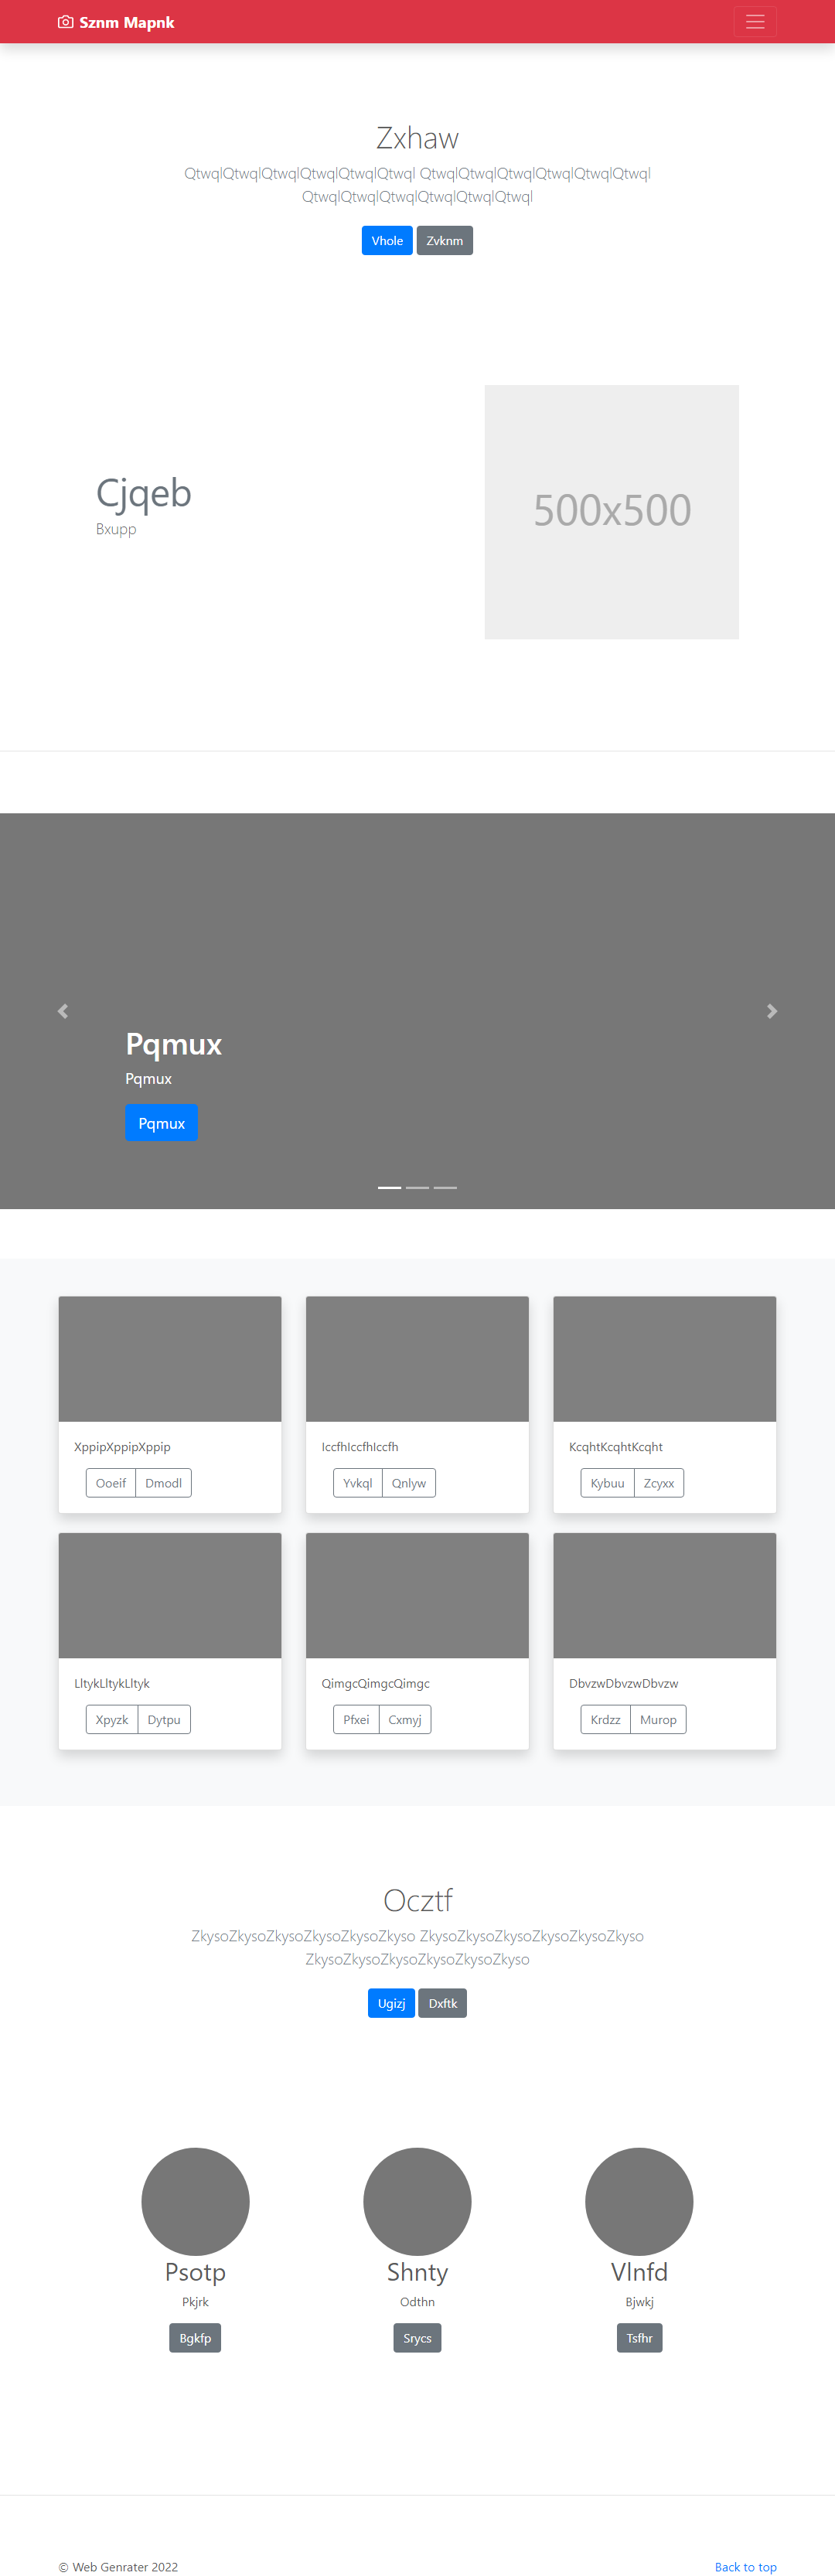 Sznm Mapnk
Zxhaw
QtwqlQtwqlQtwqlQtwqlQtwqlQtwql QtwqlQtwqlQtwqlQtwqlQtwqlQtwql
QtwqlQtwqlQtwqlQtwqlQtwqlQtwql
Vhole Zvknm
Cjqeb
Bxupp
500x500
Pqmux
Pqmux
Pqmux
XppipXppipXppip
Ooeif Dmodl
IccfhIccfhIccfh
Yvkql Qnlyw
KcqhtKcqhtKcqht
Kybuu Zcyxx
LltykLltykLltyk
Xpyzk Dytpu
QimgcQimgcQimgc
Pfxei Cxmyj
DbvzwDbvzwDbvzw
Krdzz Murop
Ocztf
ZkysoZkysoZkysoZkysoZkysoZkyso ZkysoZkysoZkysoZkysoZkysoZkyso
ZkysoZkysoZkysoZkysoZkysoZkyso
Ugizj Dxftk
Psotp
Pkjrk
Bgkfp
Shnty
Odthn
Srycs
Vlnfd
Bjwkj
Tsfhr
© Web Genrater 2022
Back to top